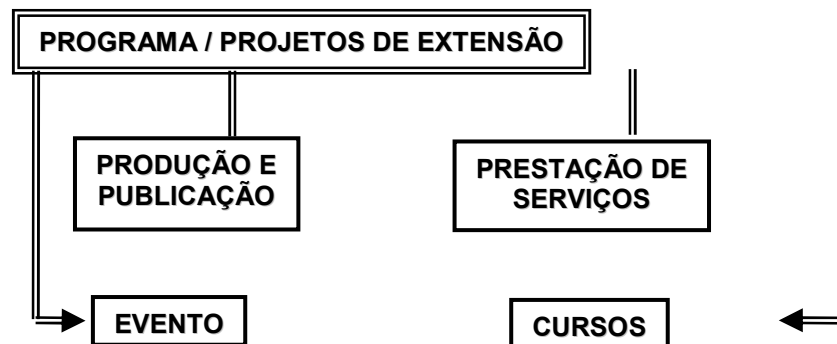 PROGRAMA / PROJETOS DE EXTENSÃO
PRODUÇÃO E
PUBLICAÇÃO
PRESTAÇÃO DE
SERVIÇOS
EVENTO
CURSOS